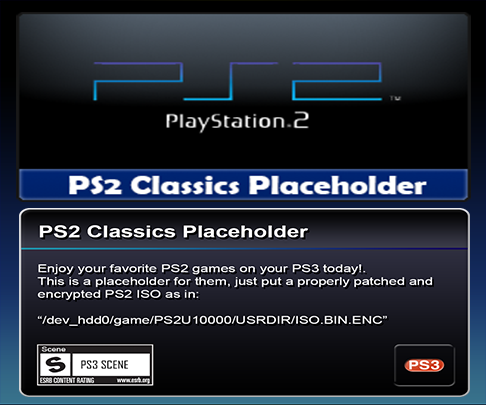 PS2
TM
PlayStation.2
PS2 Classics Placeholder
PS2 Classics Placeholder
Enjoy your favorite PS2 games on your PS3 today!.
This is a placeholder for them, just put a properly patched and
encrypted PS2 ISO as in:
“/dev_hdd0/game/PS2U10000/USRDIR/ISO.BIN.ENC”
Scene
S PS3 SCENE
ESRB CONTENT RATING www.esrb.org
PS3